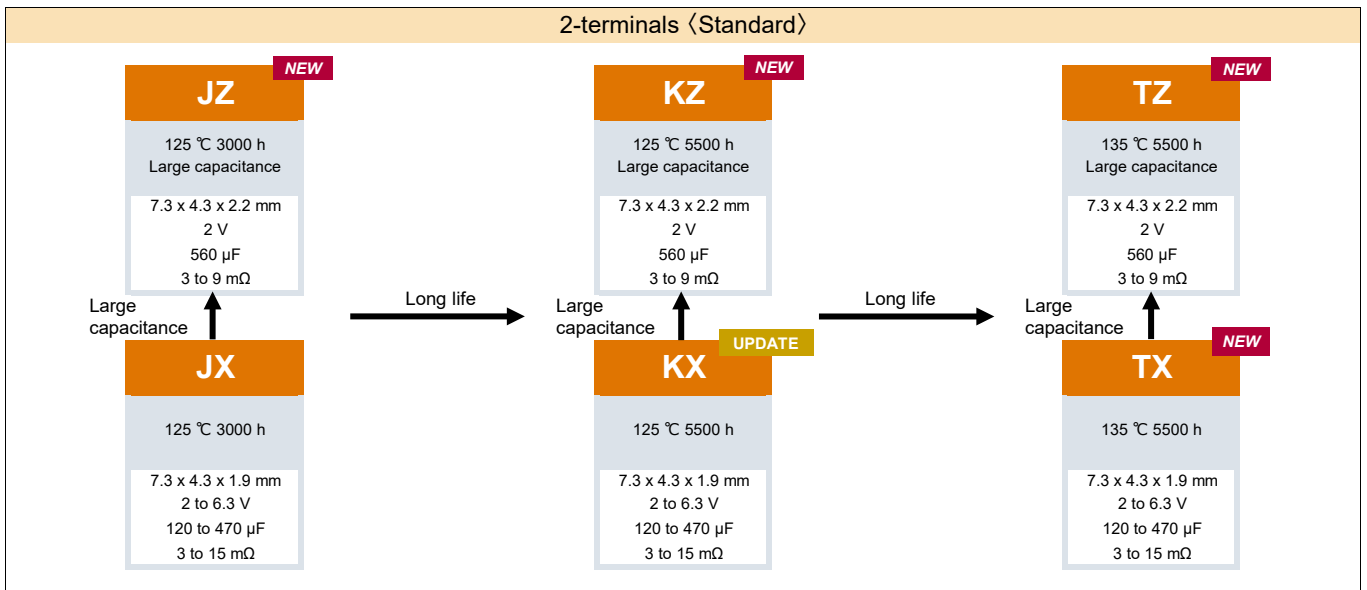 2-terminals〈Standard〉
NEW
JZ
125 ℃ 3000 h
Large capacitance
7.3 x 4.3 x 2.2 mm
2 V
560 µF
3 to 9 mΩ
NEW
KZ
125 ℃ 5500 h
Large capacitance
7.3 x 4.3 x 2.2 mm
2 V
560 µF
3 to 9 mΩ
NEW
TZ
135 ℃ 5500 h
Large capacitance
7.3 x 4.3 x 2.2 mm
2 V
560 µF
3 to 9 mΩ
Large
capacitance
Long life
Large
capacitance
Long life
Large
capacitance
JX
125 ℃ 3000 h
7.3 x 4.3 x 1.9 mm
2 to 6.3 V
120 to 470 µF
3 to 15 mΩ
UPDATE
KX
125 ℃ 5500 h
7.3 x 4.3 x 1.9 mm
2 to 6.3 V
120 to 470 µF
3 to 15 mΩ
NEW
TX
135 ℃ 5500 h
7.3 x 4.3 x 1.9 mm
2 to 6.3 V
120 to 470 µF
3 to 15 mΩ